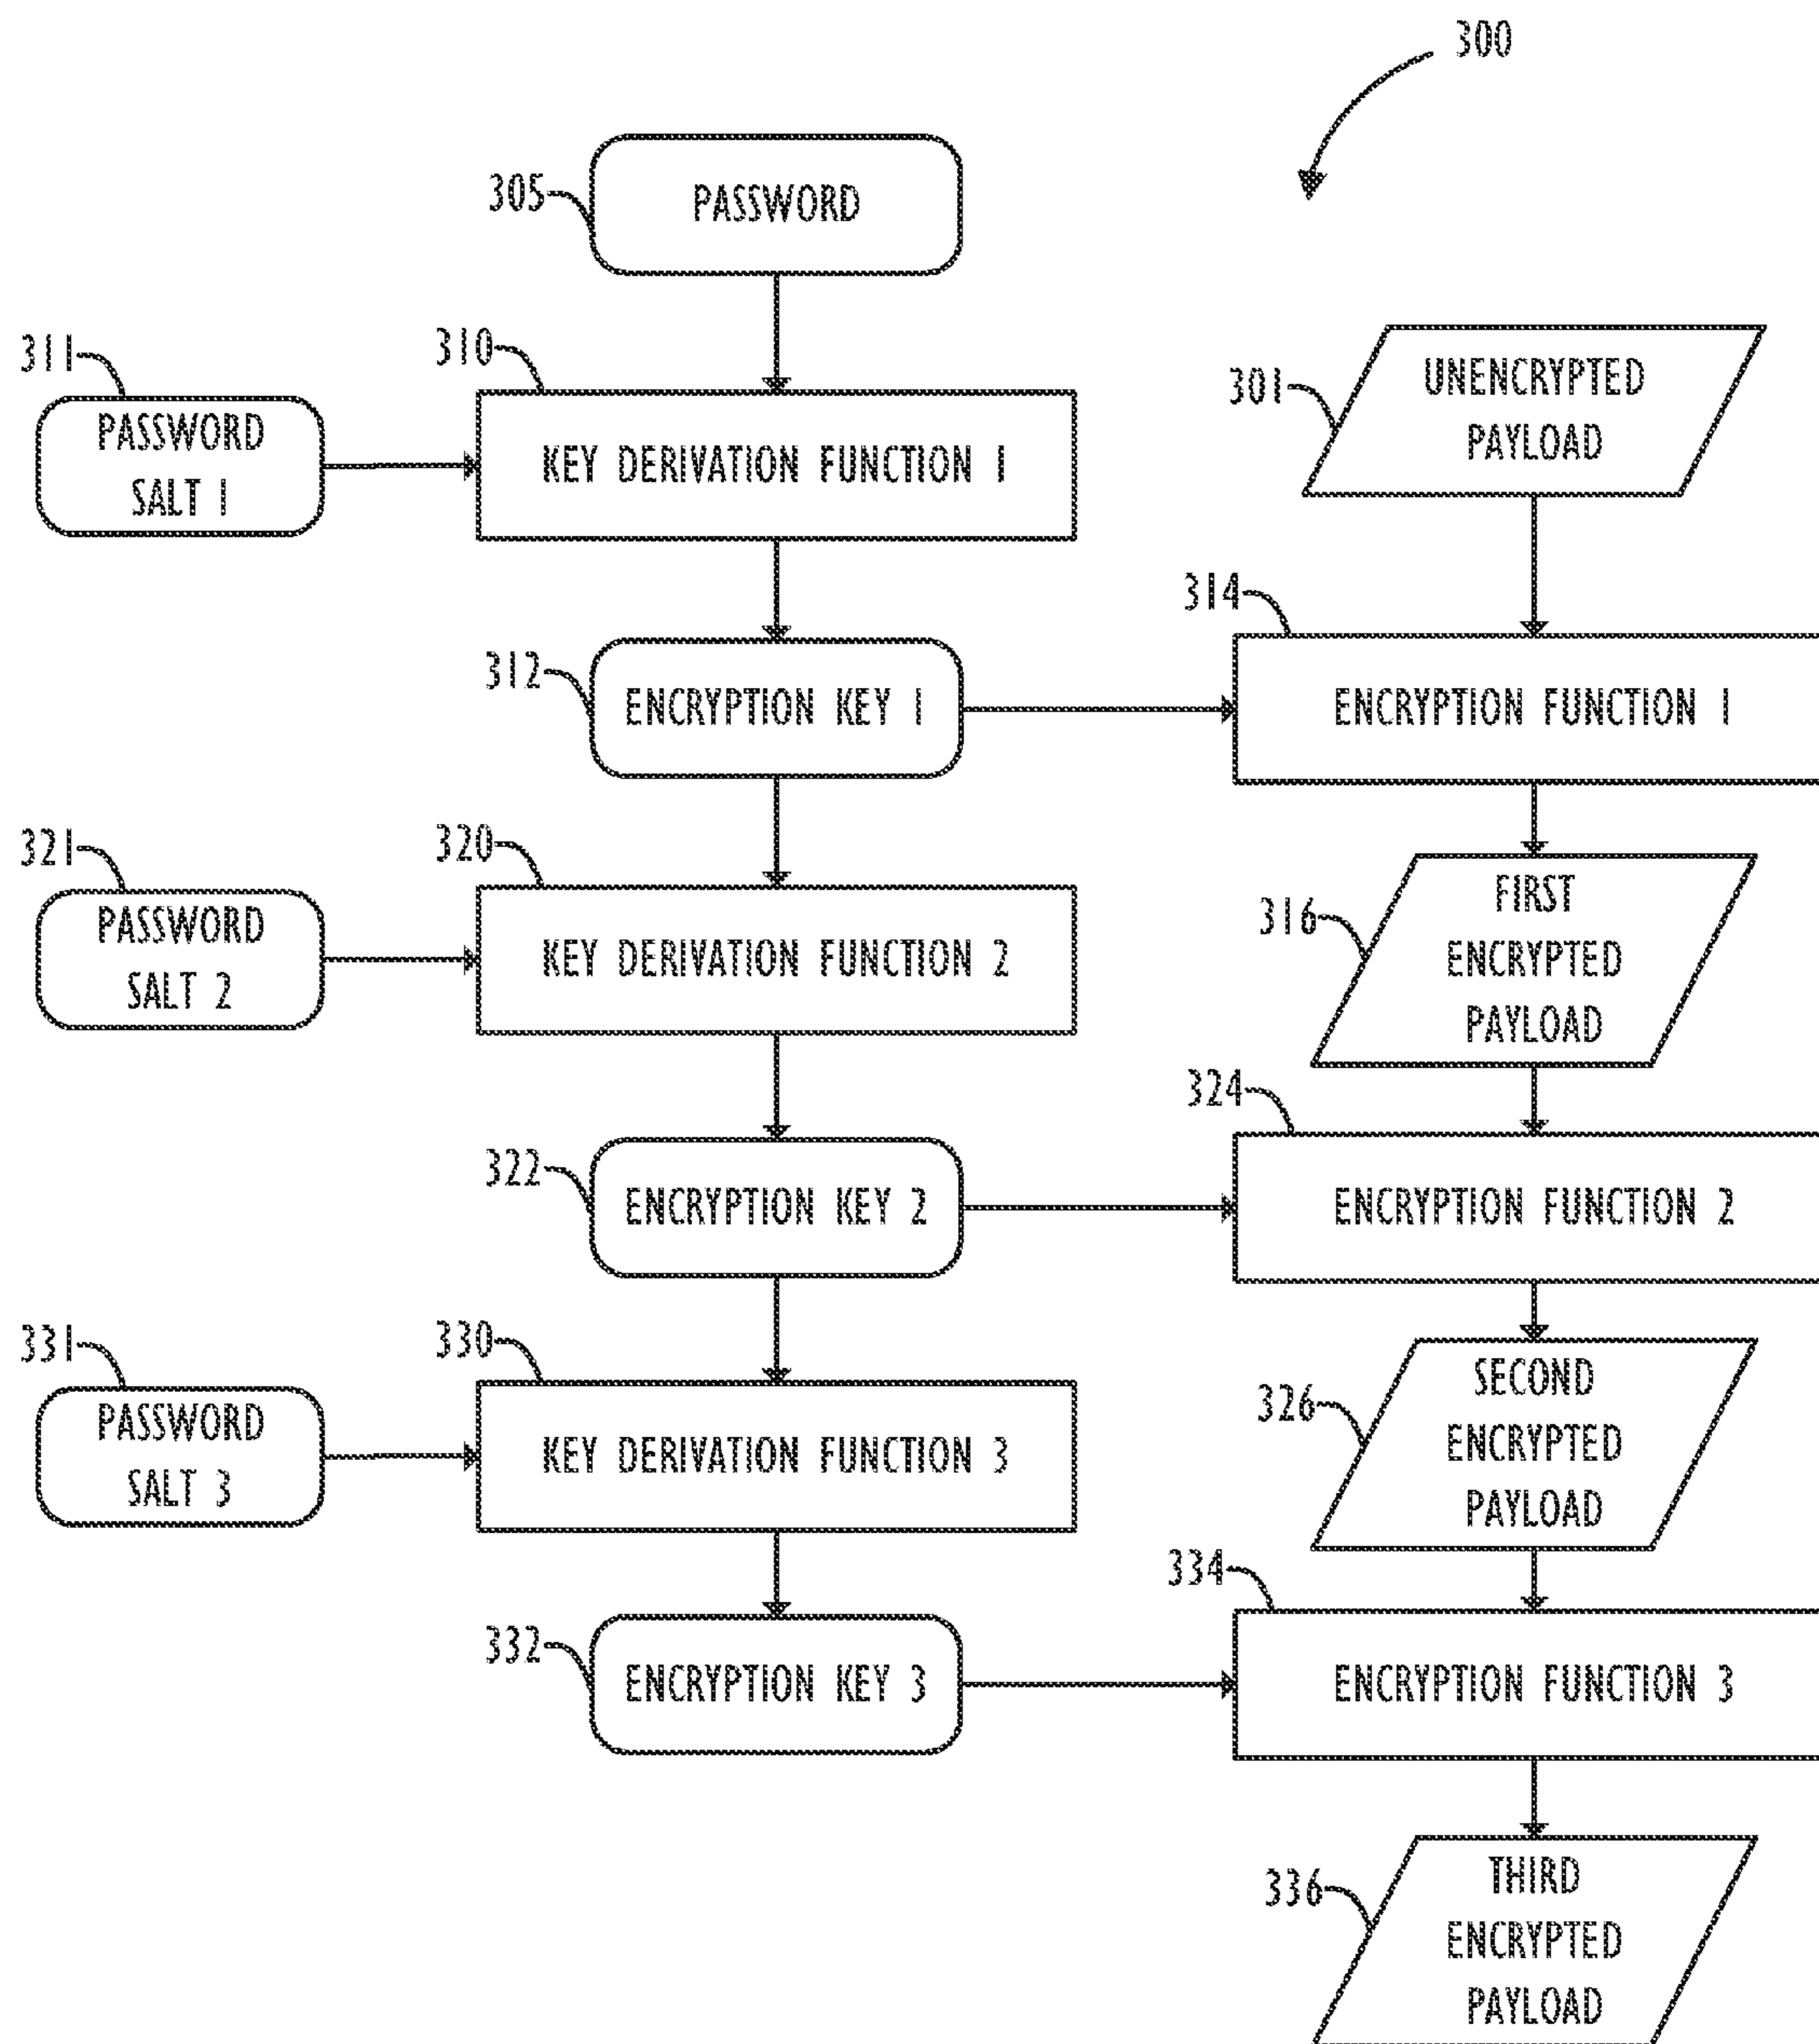 300
305
PASSWORD
311
310
301
UNENCRYPTED
PAYLOAD
PASSWORD
SALT 1
KEY DERIVATION FUNCTION 1
314
312
ENCRYPTION KEY 1
ENCRYPTION FUNCTION 1
321
320
316
FIRST
ENCRYPTED
PAYLOAD
PASSWORD
SALT 2
KEY DERIVATION FUNCTION 2
324
322
ENCRYPTION KEY 2
ENCRYPTION FUNCTION 2
331
330
326
SECOND
ENCRYPTED
PAYLOAD
PASSWORD
SALT 3
KEY DERIVATION FUNCTION 3
334
332
ENCRYPTION KEY 3
ENCRYPTION FUNCTION 3
336
THIRD
ENCRYPTED
PAYLOAD